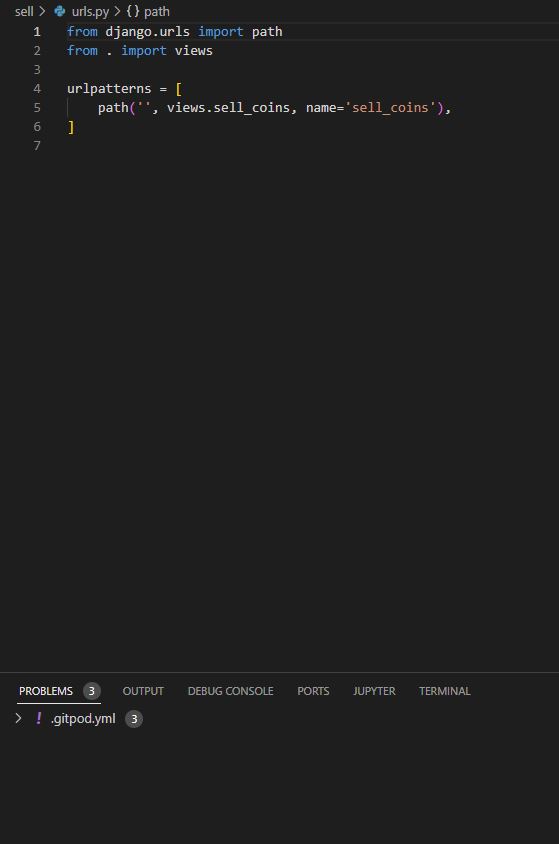 sell > urls.py > {} path
1 from django.urls import path
2 from . import views
3
4 urlpatterns = [
5     path('', views.sell_coins, name='sell_coins'),
6 ]
7
PROBLEMS 3 OUTPUT DEBUG CONSOLE PORTS JUPYTER TERMINAL
> ! .gitpod.yml 3